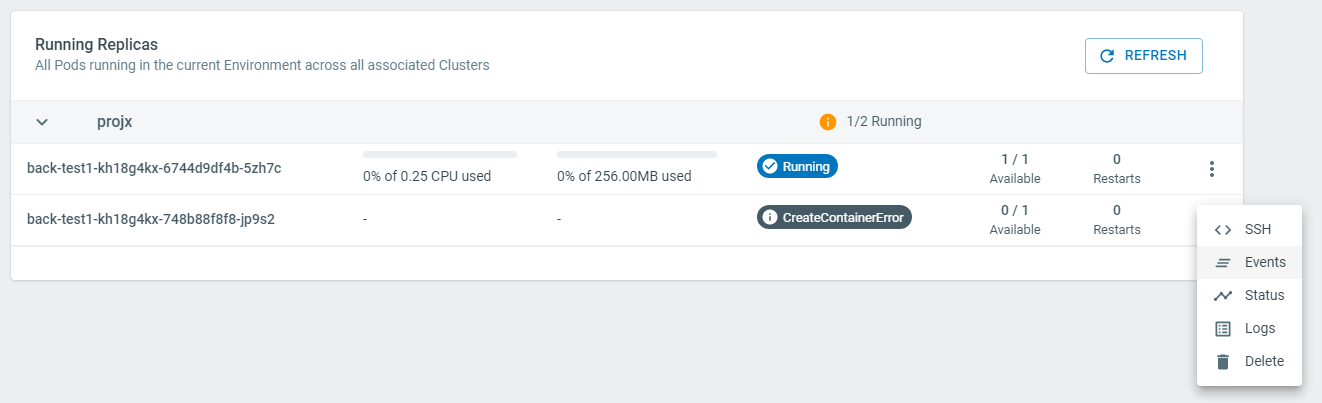 Running Replicas
All Pods running in the current Environment across all associated Clusters
REFRESH
projx
1/2 Running
back-test1-kh18g4kx-6744d9df4b-5zh7c
0% of 0.25 CPU used
0% of 256.00MB used
Running
1 / 1
Available
0
Restarts
back-test1-kh18g4kx-748b88f8f8-jp9s2
-
-
CreateContainerError
0 / 1
Available
0
Restarts
SSH
Events
Status
Logs
Delete